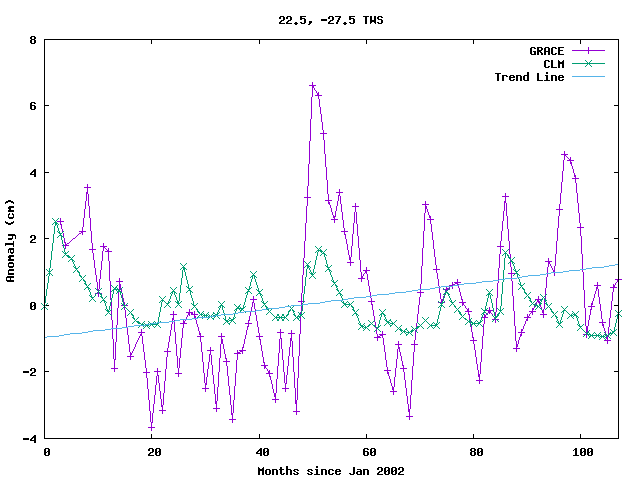 22.5, -27.5 TWS
GRACE
CLM
Trend Line
8
6
4
2
0
-2
-4
Anomaly (cm)
0 20 40 60 80 100
Months since Jan 2002